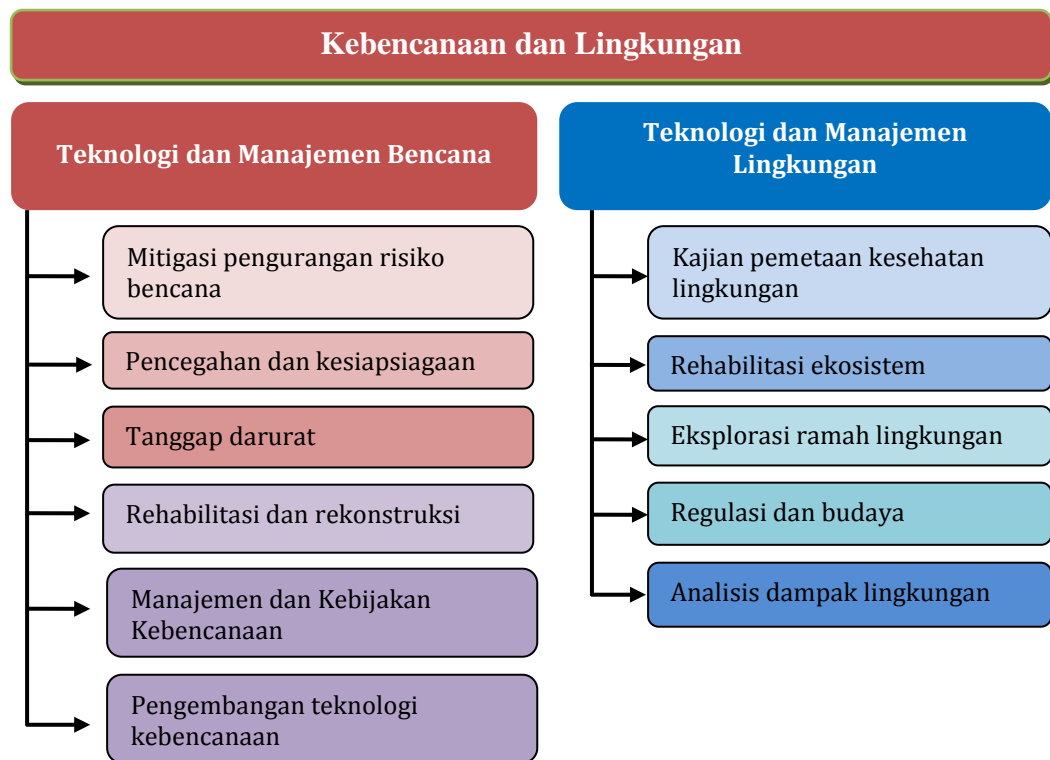 Kebencanaan dan Lingkungan
Teknologi dan Manajemen Bencana
Mitigasi pengurangan risiko
bencana
Pencegahan dan kesiapsiagaan
Tanggap darurat
Rehabilitasi dan rekonstruksi
Manajemen dan Kebijakan
Kebencanaan
Pengembangan teknologi
kebencanaan
Teknologi dan Manajemen
Lingkungan
Kajian pemetaan kesehatan
lingkungan
Rehabilitasi ekosistem
Eksplorasi ramah lingkungan
Regulasi dan budaya
Analisis dampak lingkungan